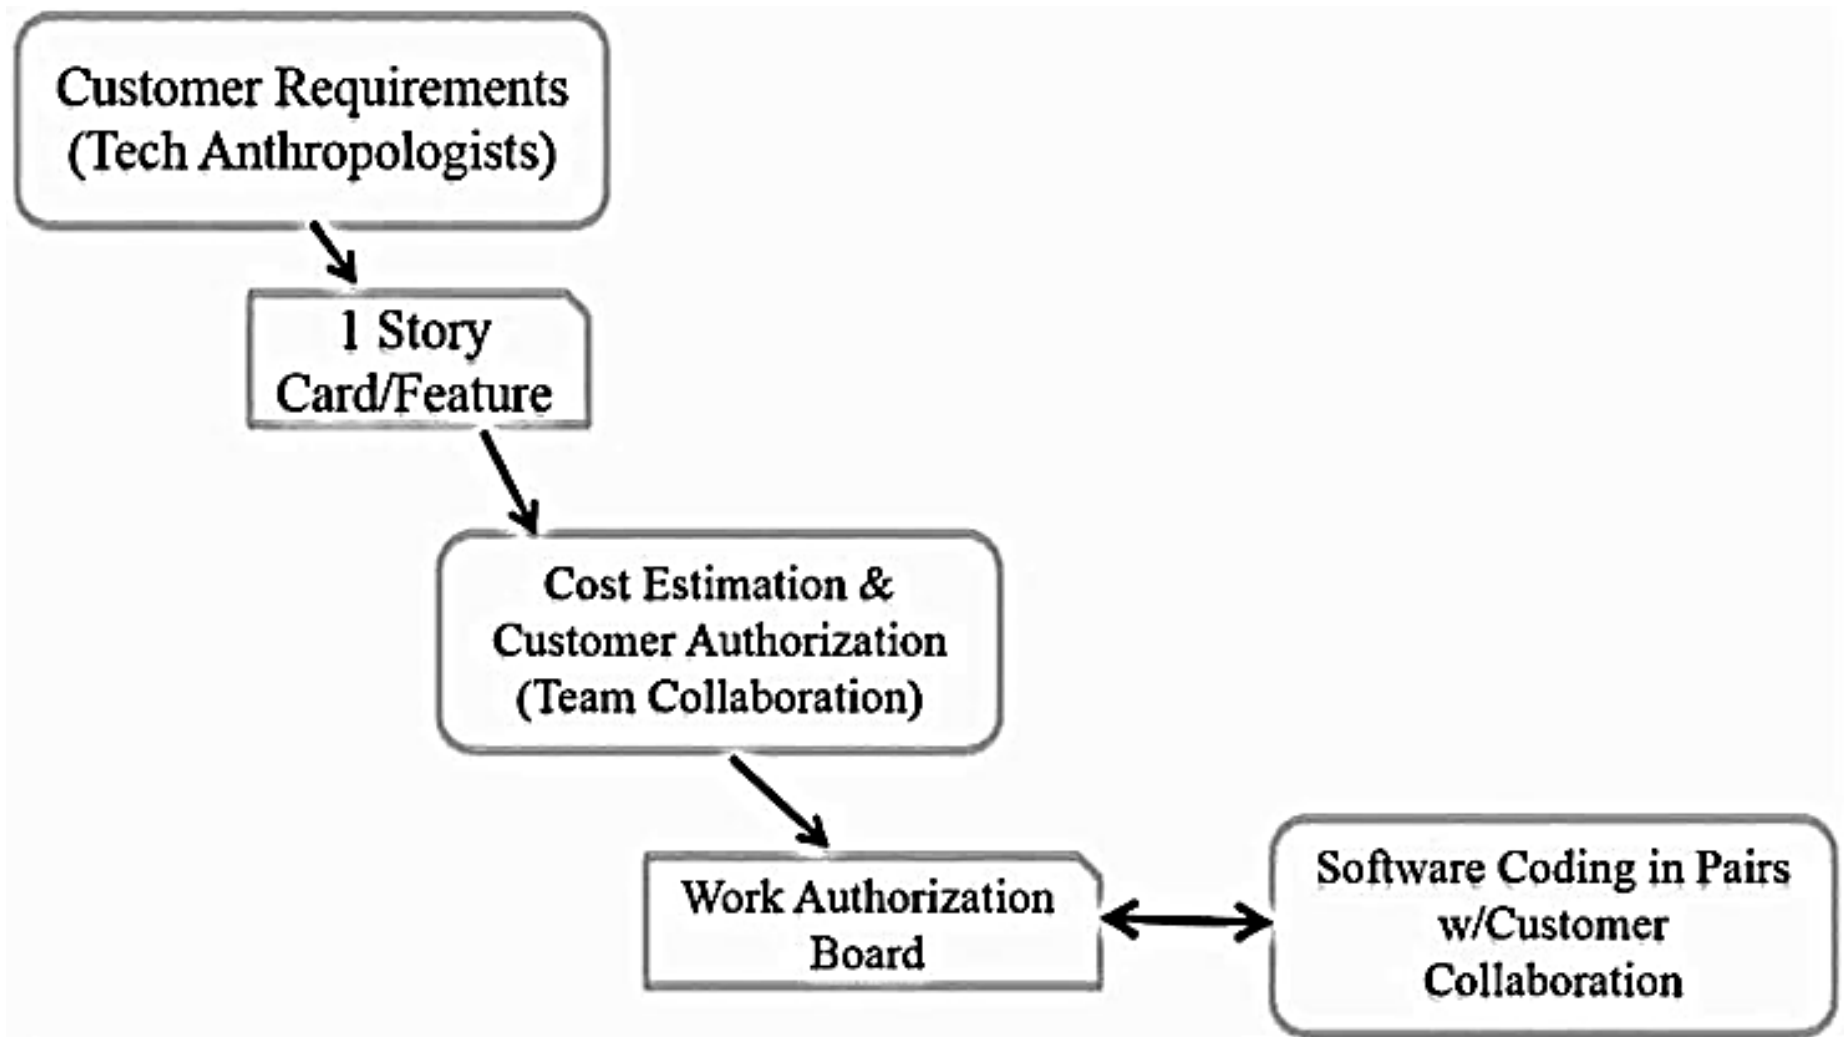 Customer Requirements
(Tech Anthropologists)
1 Story
Card/Feature
Cost Estimation &
Customer Authorization
(Team Collaboration)
Work Authorization
Board
Software Coding in Pairs
w/Customer
Collaboration